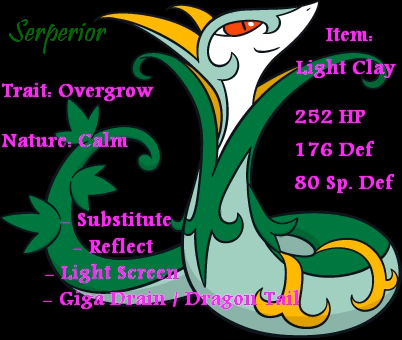 Serperior
Item:
Light Clay
Trait: Overgrow
252 HP
Nature: Calm
176 Def
80 Sp. Def
- Substitute
- Reflect
- Light Screen
- Giga Drain / Dragon Tail